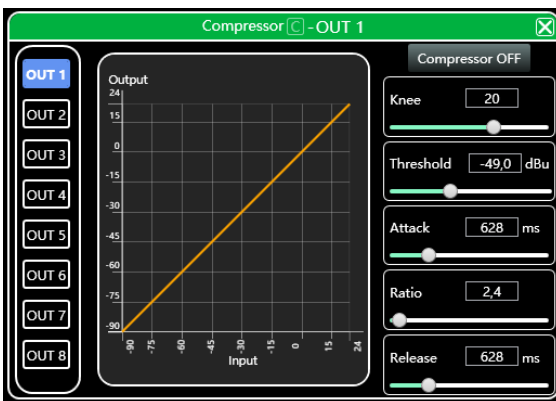 Compressor C - OUT 1
OUT 1
OUT 2
OUT 3
OUT 4
OUT 5
OUT 6
OUT 7
OUT 8
Output
24
15
0
-15
-30
-45
-60
-75
-90
-90 -75 -60 -45 -30 -15 0 15 24
Input
Compressor OFF
Knee 20
Threshold -49,0 dBu
Attack 628 ms
Ratio 2,4
Release 628 ms